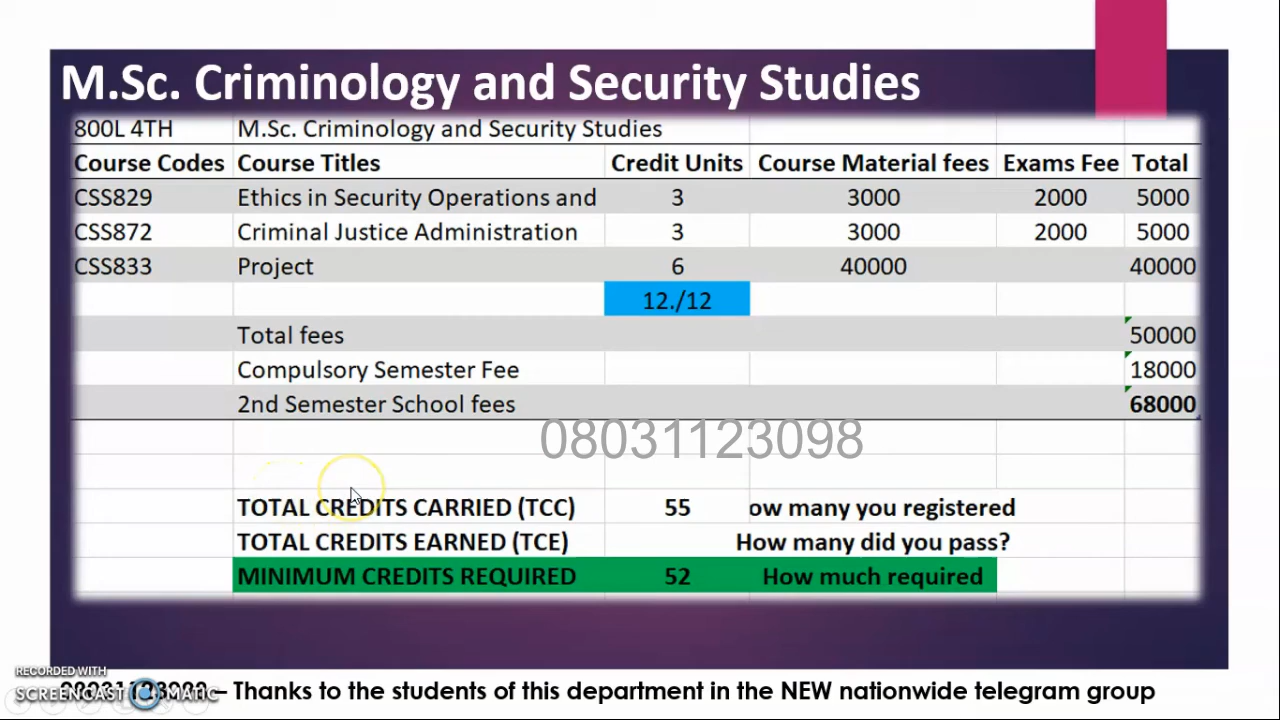 M.Sc. Criminology and Security Studies
800L 4TH M.Sc. Criminology and Security Studies
Course Codes Course Titles Credit Units Course Material fees Exams Fee Total
CSS829 Ethics in Security Operations and 3 3000 2000 5000
CSS872 Criminal Justice Administration 3 3000 2000 5000
CSS833 Project 6 40000 40000
12./12
Total fees 50000
Compulsory Semester Fee 18000
2nd Semester School fees 68000
08031123098
TOTAL CREDITS CARRIED (TCC) 55 ow many you registered
TOTAL CREDITS EARNED (TCE) How many did you pass?
MINIMUM CREDITS REQUIRED 52 How much required
RECORDED WITH
SCREENCAST MATIC
– Thanks to the students of this department in the NEW nationwide telegram group